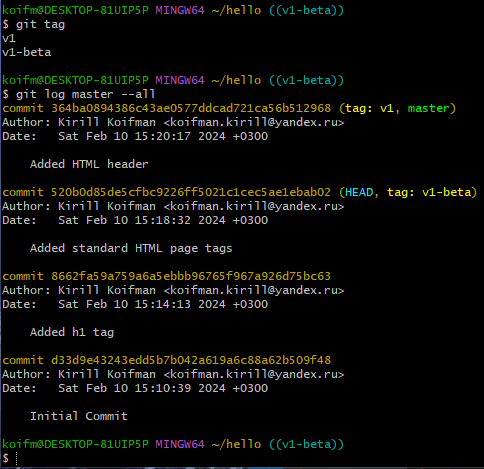 koifm@DESKTOP-81UIP5P MINGW64 ~/hello ((v1-beta))
$ git tag
v1
v1-beta
koifm@DESKTOP-81UIP5P MINGW64 ~/hello ((v1-beta))
$ git log master --all
commit 364ba0894386c43ae0577ddcad721ca56b512968 (tag: v1, master)
Author: Kirill Koifman <koifman.kirill@yandex.ru>
Date:   Sat Feb 10 15:20:17 2024 +0300
    Added HTML header
commit 520b0d85de5cfbc9226ff5021c1cec5ae1ebab02 (HEAD, tag: v1-beta)
Author: Kirill Koifman <koifman.kirill@yandex.ru>
Date:   Sat Feb 10 15:18:32 2024 +0300
    Added standard HTML page tags
commit 8662fa59a759a6a5ebbb96765f967a926d75bc63
Author: Kirill Koifman <koifman.kirill@yandex.ru>
Date:   Sat Feb 10 15:14:13 2024 +0300
    Added h1 tag
commit d33d9e43243edd5b7b042a619a6c88a62b509f48
Author: Kirill Koifman <koifman.kirill@yandex.ru>
Date:   Sat Feb 10 15:10:39 2024 +0300
    Initial Commit
koifm@DESKTOP-81UIP5P MINGW64 ~/hello ((v1-beta))
$